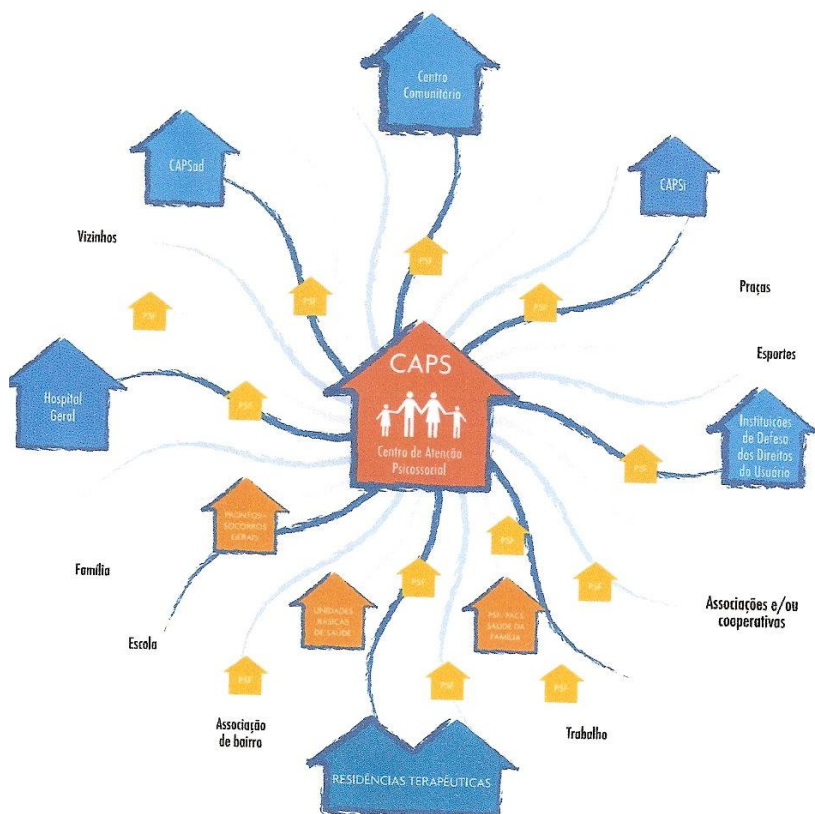 Centro
Comunitário
CAPSad
CAPSi
Vizinhos
PSF
PSF
PSF
Praças
PSF
CAPS
Esportes
Hospital
Geral
PSF
Centro de Atenção
Psicossocial
Instituições
de Defesa
dos Direitos
do Usuário
PSF
PRONTOS-
SOCORROS
GERAIS
PSF
Família
UNIDADES
BÁSICAS
DE SAÚDE
PSF
PSF, PACS
SAÚDE DA
FAMÍLIA
PSF
Associações e/ou
cooperativas
Escola
PSF
PSF
PSF
Associação
de bairro
Trabalho
RESIDÊNCIAS TERAPÊUTICAS